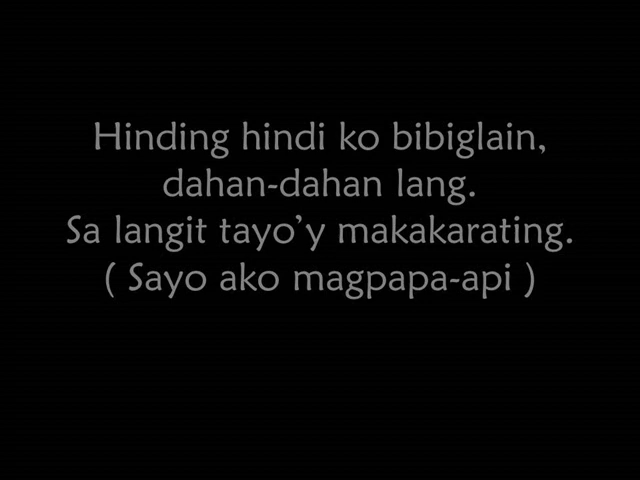 Hinding hindi ko bibiglain,
dahan-dahan lang.
Sa langit tayo’y makakarating.
( Sayo ako magpapa-api )